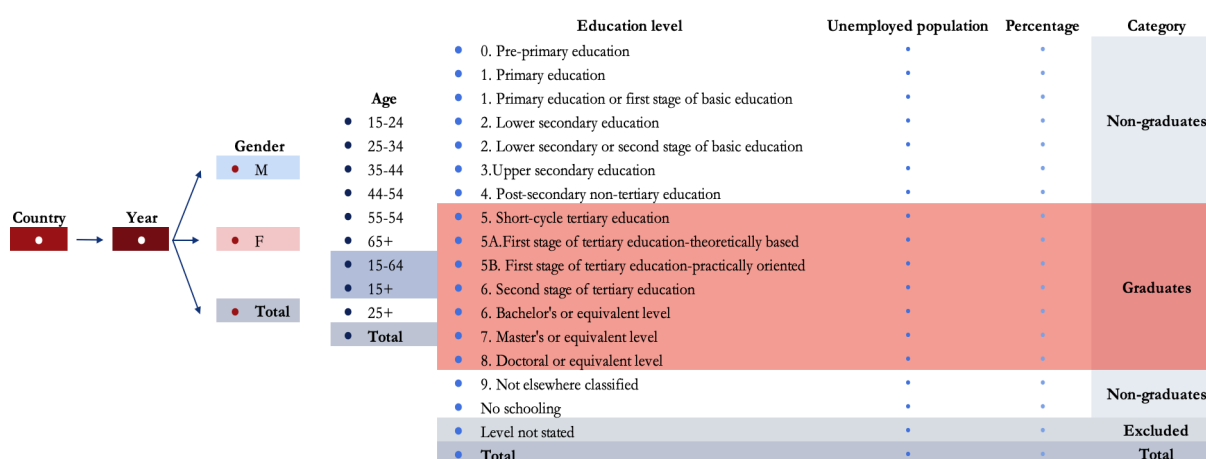 Education level
Unemployed population
Percentage
Category
0. Pre-primary education
1. Primary education
1. Primary education or first stage of basic education
2. Lower secondary education
2. Lower secondary or second stage of basic education
3.Upper secondary education
4. Post-secondary non-tertiary education
Non-graduates
5. Short-cycle tertiary education
5A.First stage of tertiary education-theoretically based
5B. First stage of tertiary education-practically oriented
6. Second stage of tertiary education
6. Bachelor's or equivalent level
7. Master's or equivalent level
8. Doctoral or equivalent level
Graduates
9. Not elsewhere classified
No schooling
Non-graduates
Level not stated
Excluded
Total
Total
Age
15-24
25-34
35-44
44-54
55-54
65+
15-64
15+
25+
Total
Gender
M
F
Total
Country
Year